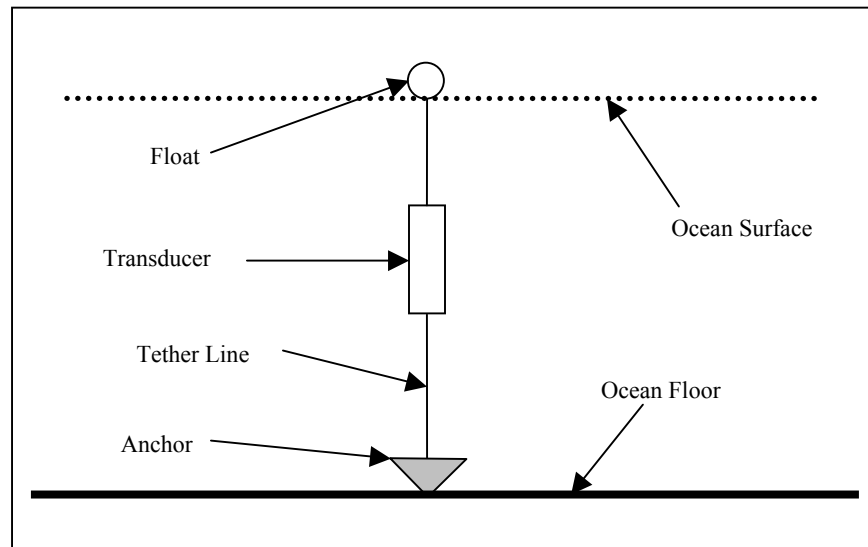 Float
Ocean Surface
Transducer
Tether Line
Ocean Floor
Anchor